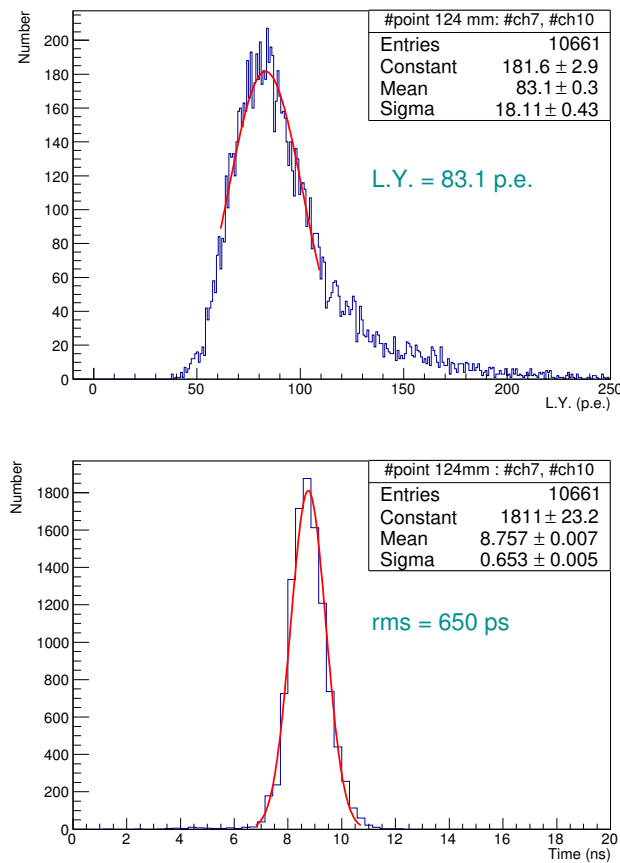 Number
#point 124 mm: #ch7, #ch10
Entries 10661
Constant 181.6 ± 2.9
Mean 83.1 ± 0.3
Sigma 18.11 ± 0.43
L.Y. = 83.1 p.e.
200
180
160
140
120
100
80
60
40
20
0
0 50 100 150 200 250
L.Y. (p.e.)
Number
#point 124mm : #ch7, #ch10
Entries 10661
Constant 1811 ± 23.2
Mean 8.757 ± 0.007
Sigma 0.653 ± 0.005
rms = 650 ps
1800
1600
1400
1200
1000
800
600
400
200
0
0 2 4 6 8 10 12 14 16 18 20
Time (ns)